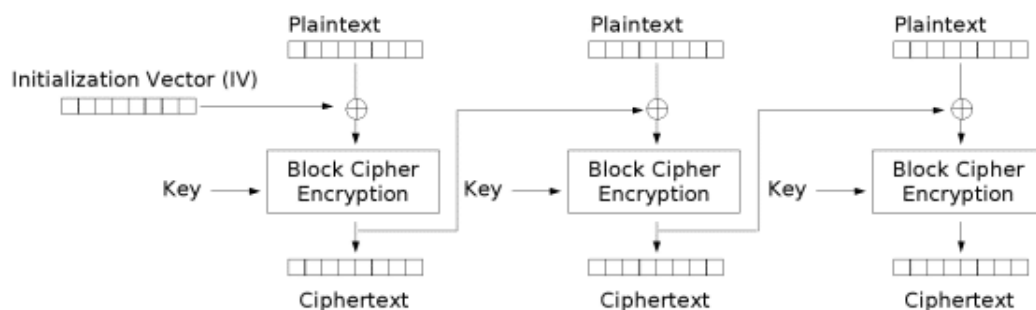 Plaintext
Plaintext
Plaintext
Initialization Vector (IV)
Key
Block Cipher
Encryption
Key
Block Cipher
Encryption
Key
Block Cipher
Encryption
Ciphertext
Ciphertext
Ciphertext